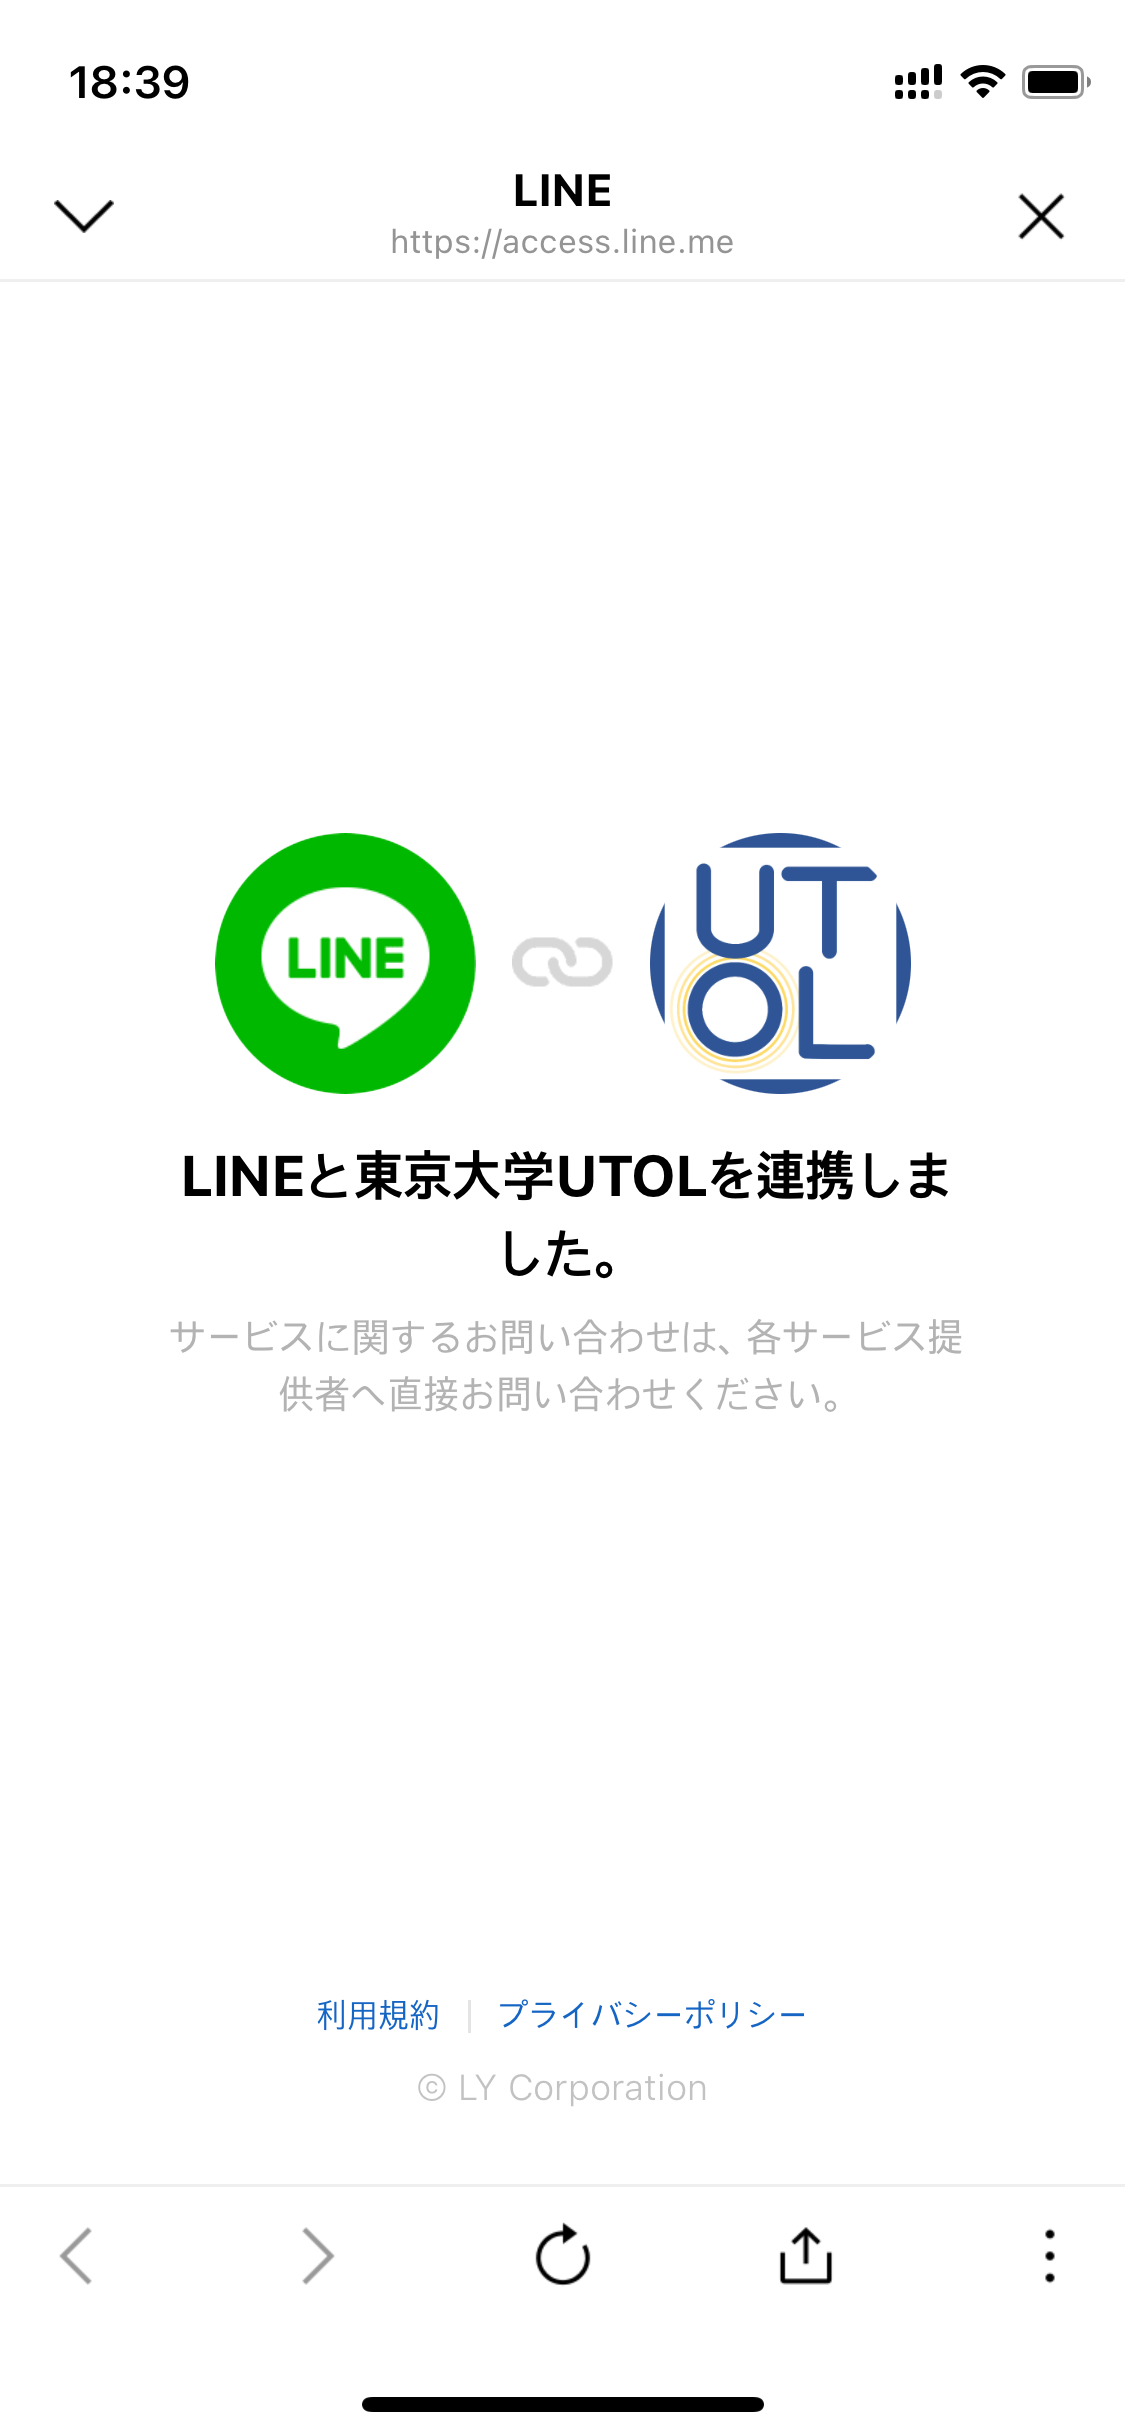 18:39
LINE
https://access.line.me
LINE
UT
OL
LINEと東京大学UTOLを連携しま
した。
サービスに関するお問い合わせは、各サービス提
供者へ直接お問い合わせください。
利用規約 | プライバシーポリシー
© LY Corporation